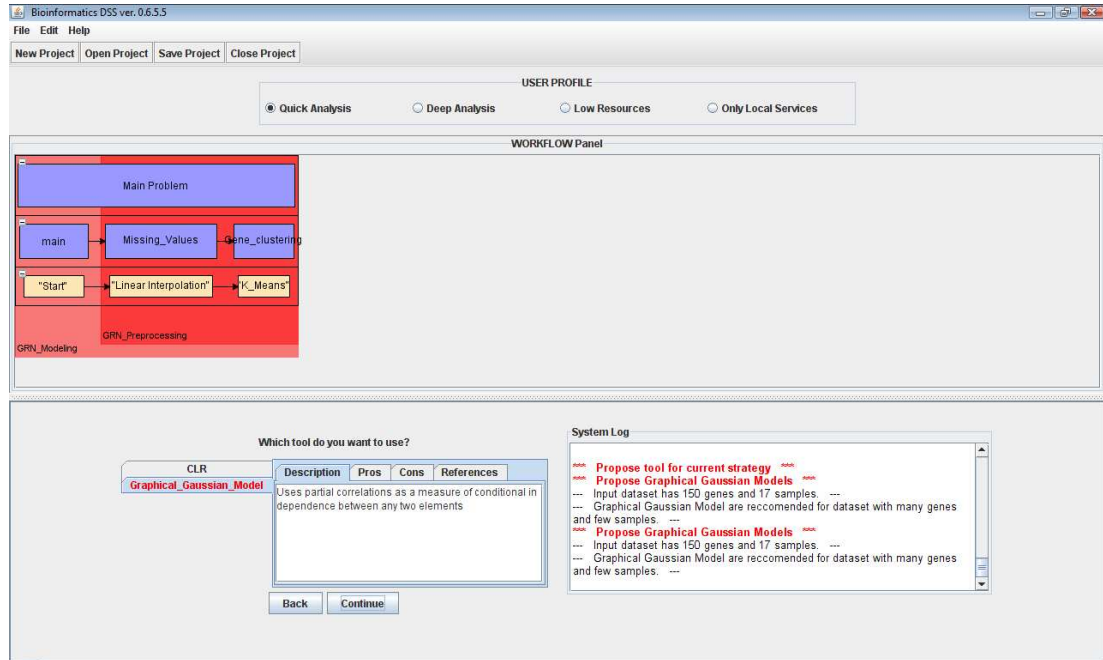 Bioinformatics DSS ver. 0.6.5.5
File Edit Help
New Project Open Project Save Project Close Project
USER PROFILE
Quick Analysis Deep Analysis Low Resources Only Local Services
WORKFLOW Panel
Main Problem
main Missing_Values Gene_clustering
"Start" "Linear Interpolation" "K_Means"
GRN_Preprocessing
GRN_Modeling
Which tool do you want to use?
CLR
Graphical_Gaussian_Model
Description Pros Cons References
Uses partial correlations as a measure of conditional in
dependence between any two elements
Back Continue
System Log
*** Propose tool for current strategy ***
*** Propose Graphical Gaussian Models ***
--- Input dataset has 150 genes and 17 samples. ---
--- Graphical Gaussian Model are reccomended for dataset with many genes
and few samples. ---
*** Propose Graphical Gaussian Models ***
--- Input dataset has 150 genes and 17 samples. ---
--- Graphical Gaussian Model are reccomended for dataset with many genes
and few samples. ---